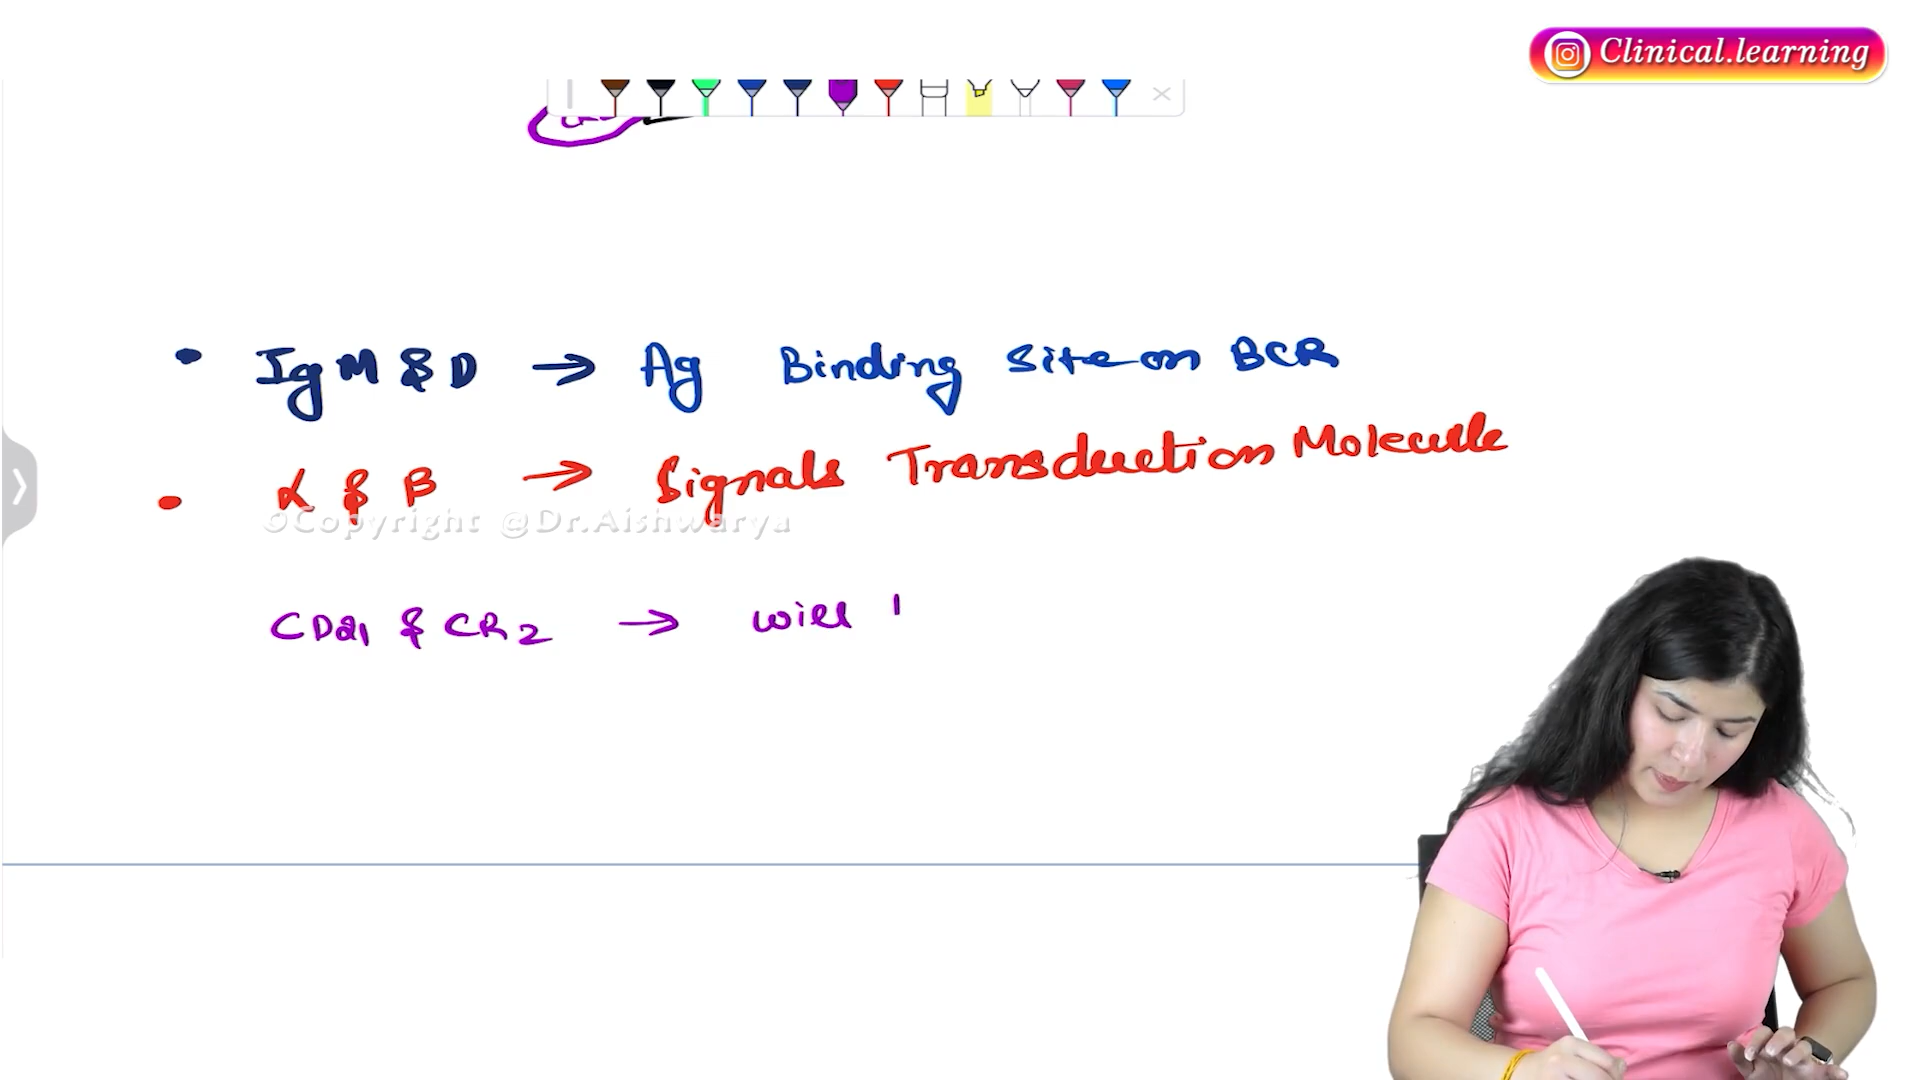 Clinical.learning
IgM & D → Ag Binding Site on BCR
α & β → Signals Transduction Molecule
©Copyright @Dr.Aishwarya
CD21 & CR2 → will